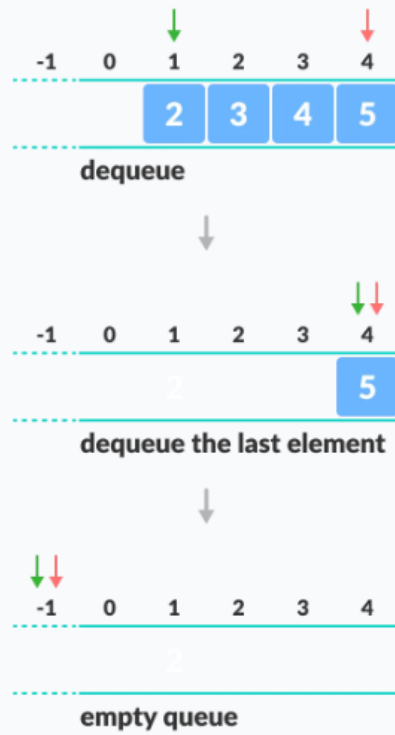 -1 0 1 2 3 4
2 3 4 5
dequeue
-1 0 1 2 3 4
2 5
dequeue the last element
-1 0 1 2 3 4
2
empty queue